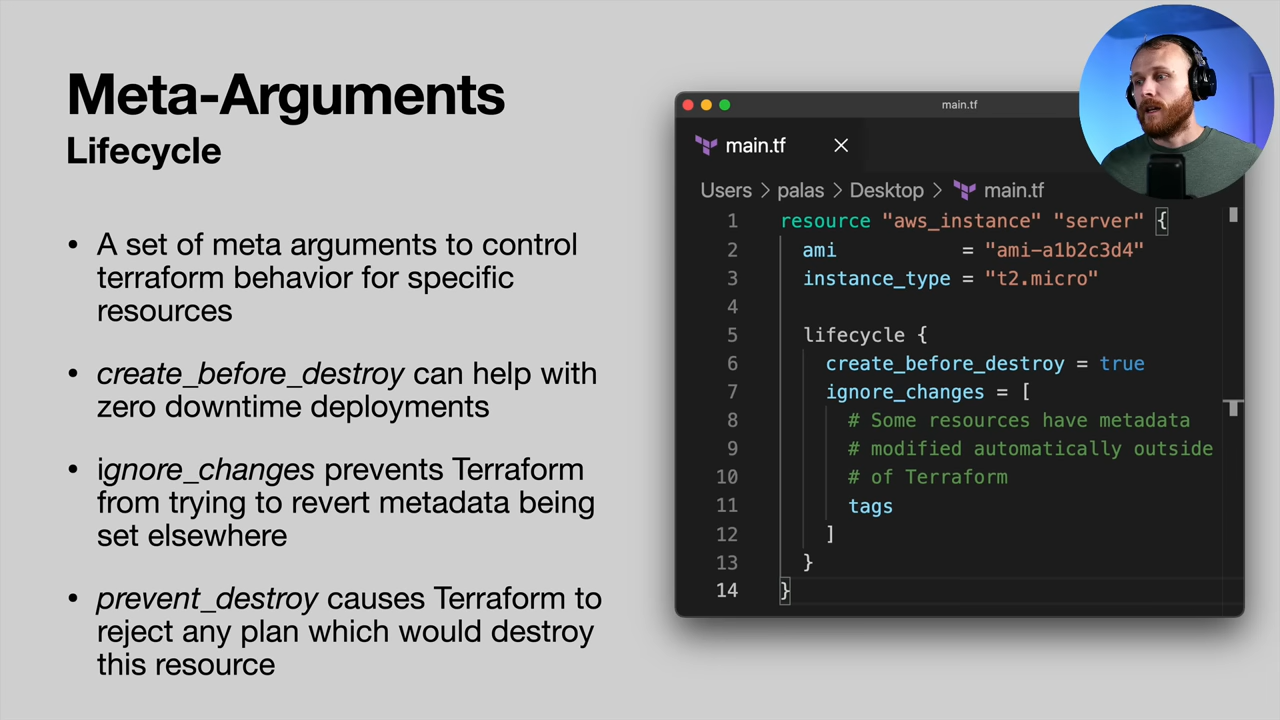 Meta-Arguments
Lifecycle
• A set of meta arguments to control
terraform behavior for specific
resources
• create_before_destroy can help with
zero downtime deployments
• ignore_changes prevents Terraform
from trying to revert metadata being
set elsewhere
• prevent_destroy causes Terraform to
reject any plan which would destroy
this resource
main.tf
main.tf
Users > palas > Desktop > main.tf
1 resource "aws_instance" "server" {
2 ami = "ami-a1b2c3d4"
3 instance_type = "t2.micro"
4
5 lifecycle {
6 create_before_destroy = true
7 ignore_changes = [
8 # Some resources have metadata
9 # modified automatically outside
10 # of Terraform
11 tags
12 ]
13 }
14 }